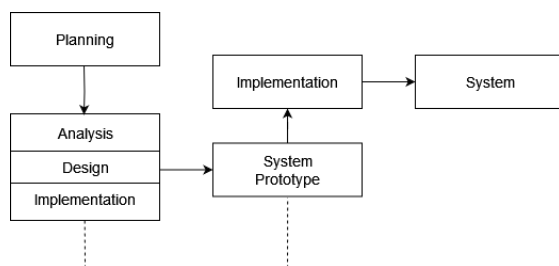 Planning
Analysis
Design
Implementation
System
Prototype
Implementation
System